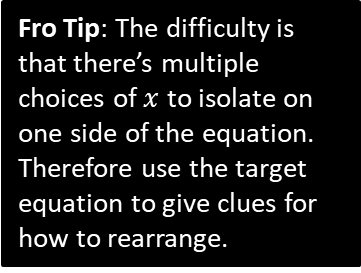 Fro Tip: The difficulty is
that there’s multiple
choices of 𝑥 to isolate on
one side of the equation.
Therefore use the target
equation to give clues for
how to rearrange.